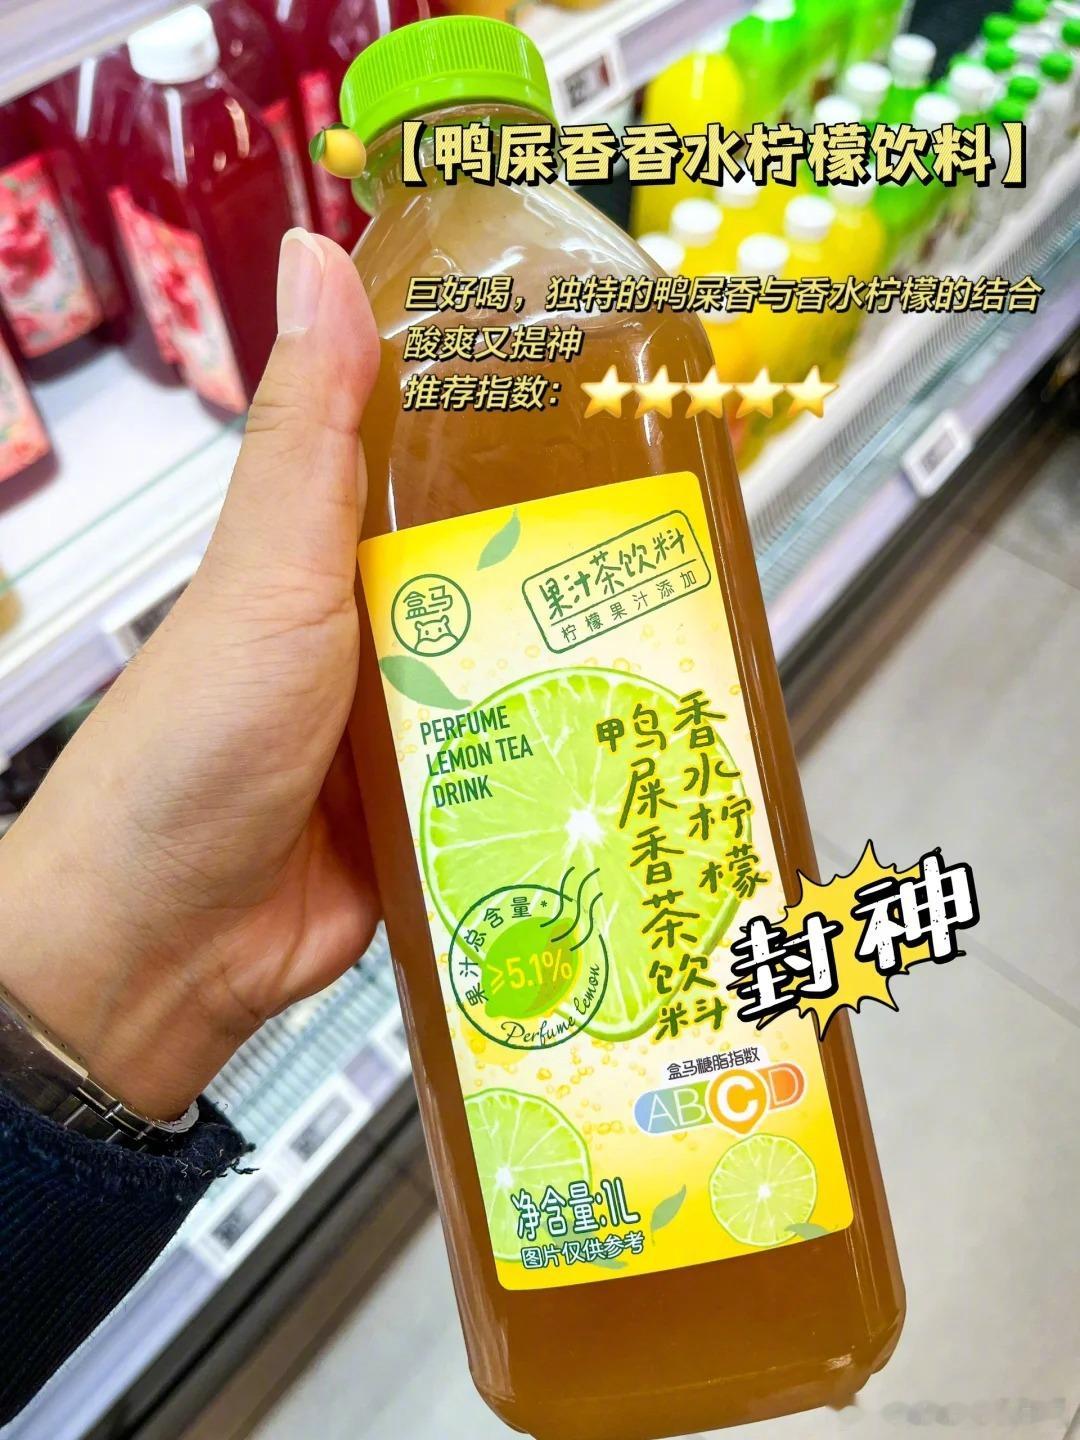 【鸭屎香香水柠檬饮料】
巨好喝，独特的鸭屎香与香水柠檬的结合
酸爽又提神
推荐指数：
盒马
果汁茶饮料
柠檬果汁添加
PERFUME
LEMON TEA
DRINK
香水柠檬
鸭屎香茶饮料
封神
果汁总含量*
≥5.1%
Perfume lemon
盒马糖脂指数
ABCD
净含量:1L
图片仅供参考